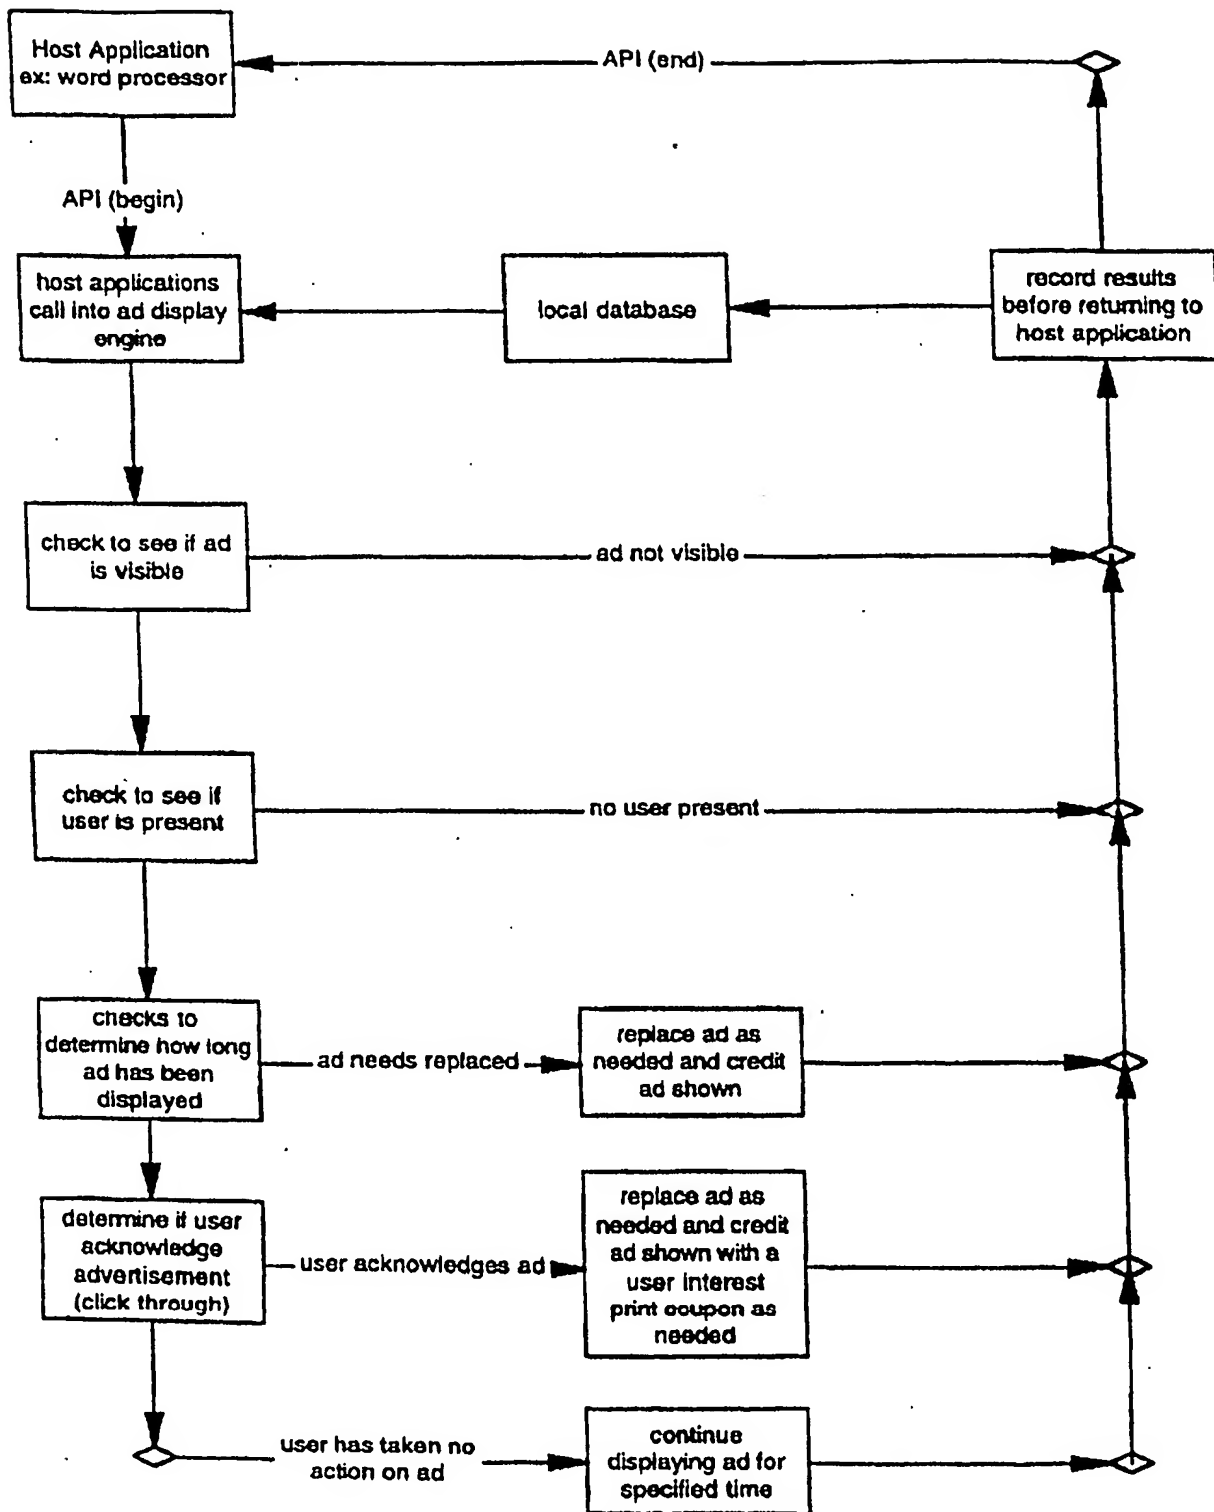 Host Application
ex: word processor
API (end)
API (begin)
host applications
call into ad display
engine
local database
record results
before returning to
host application
check to see if ad
is visible
ad not visible
check to see if
user is present
no user present
checks to
determine how long
ad has been
displayed
ad needs replaced
replace ad as
needed and credit
ad shown
determine if user
acknowledge
advertisement
(click through)
user acknowledges ad
replace ad as
needed and credit
ad shown with a
user interest
print coupon as
needed
user has taken no
action on ad
continue
displaying ad for
specified time